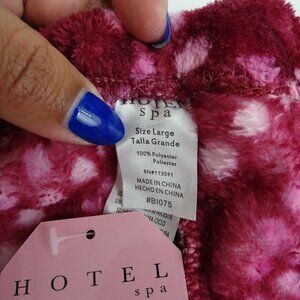 HOTEL
spa
Size Large
Talla Grande
100% Polyester
Poliester
RN#113591
MADE IN CHINA
HECHO EN CHINA
#BI075
HOTEL
spa